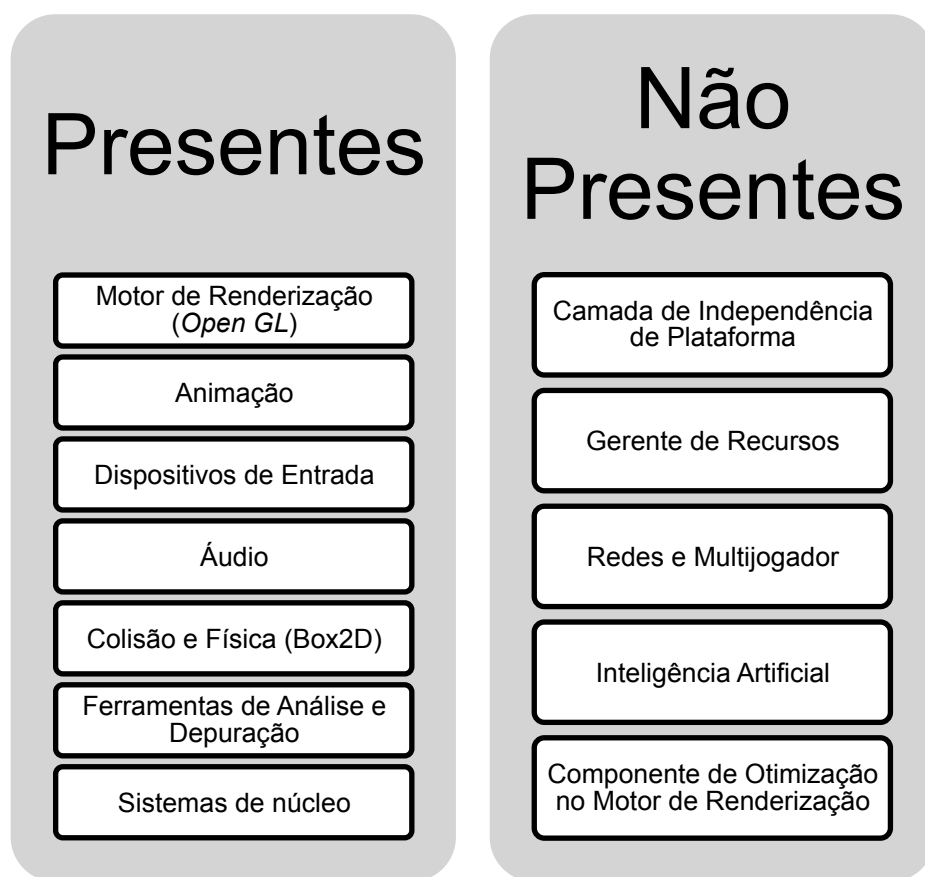 Presentes
Motor de Renderização
(Open GL)
Animação
Dispositivos de Entrada
Áudio
Colisão e Física (Box2D)
Ferramentas de Análise e
Depuração
Sistemas de núcleo
Não
Presentes
Camada de Independência
de Plataforma
Gerente de Recursos
Redes e Multijogador
Inteligência Artificial
Componente de Otimização
no Motor de Renderização